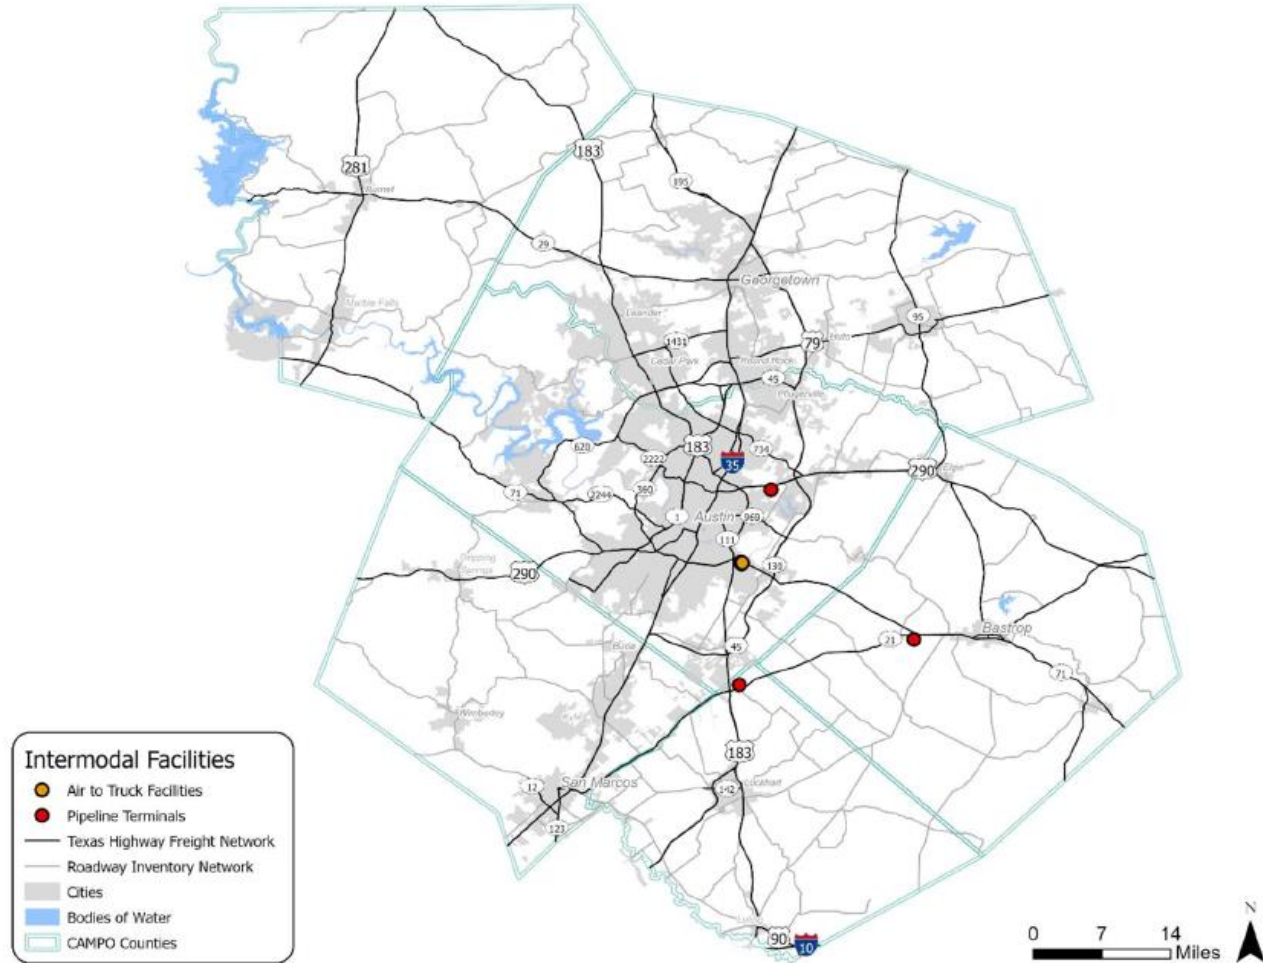 183
281
Burnet
195
29
Georgetown
Marble Falls
Leander
95
1431
79
Hutto
Cedar Park
Round Rock
45
Pflugerville
620
2222
183
734
35
290
Elgin
71
2244
360
1
Austin
969
111
Dripping Springs
290
130
Bastrop
21
45
Buda
71
Wimberley
Kyle
183
San Marcos
12
142
Lockhart
123
Luling
90
10
Intermodal Facilities
Air to Truck Facilities
Pipeline Terminals
Texas Highway Freight Network
Roadway Inventory Network
Cities
Bodies of Water
CAMPO Counties
N
0 7 14
Miles